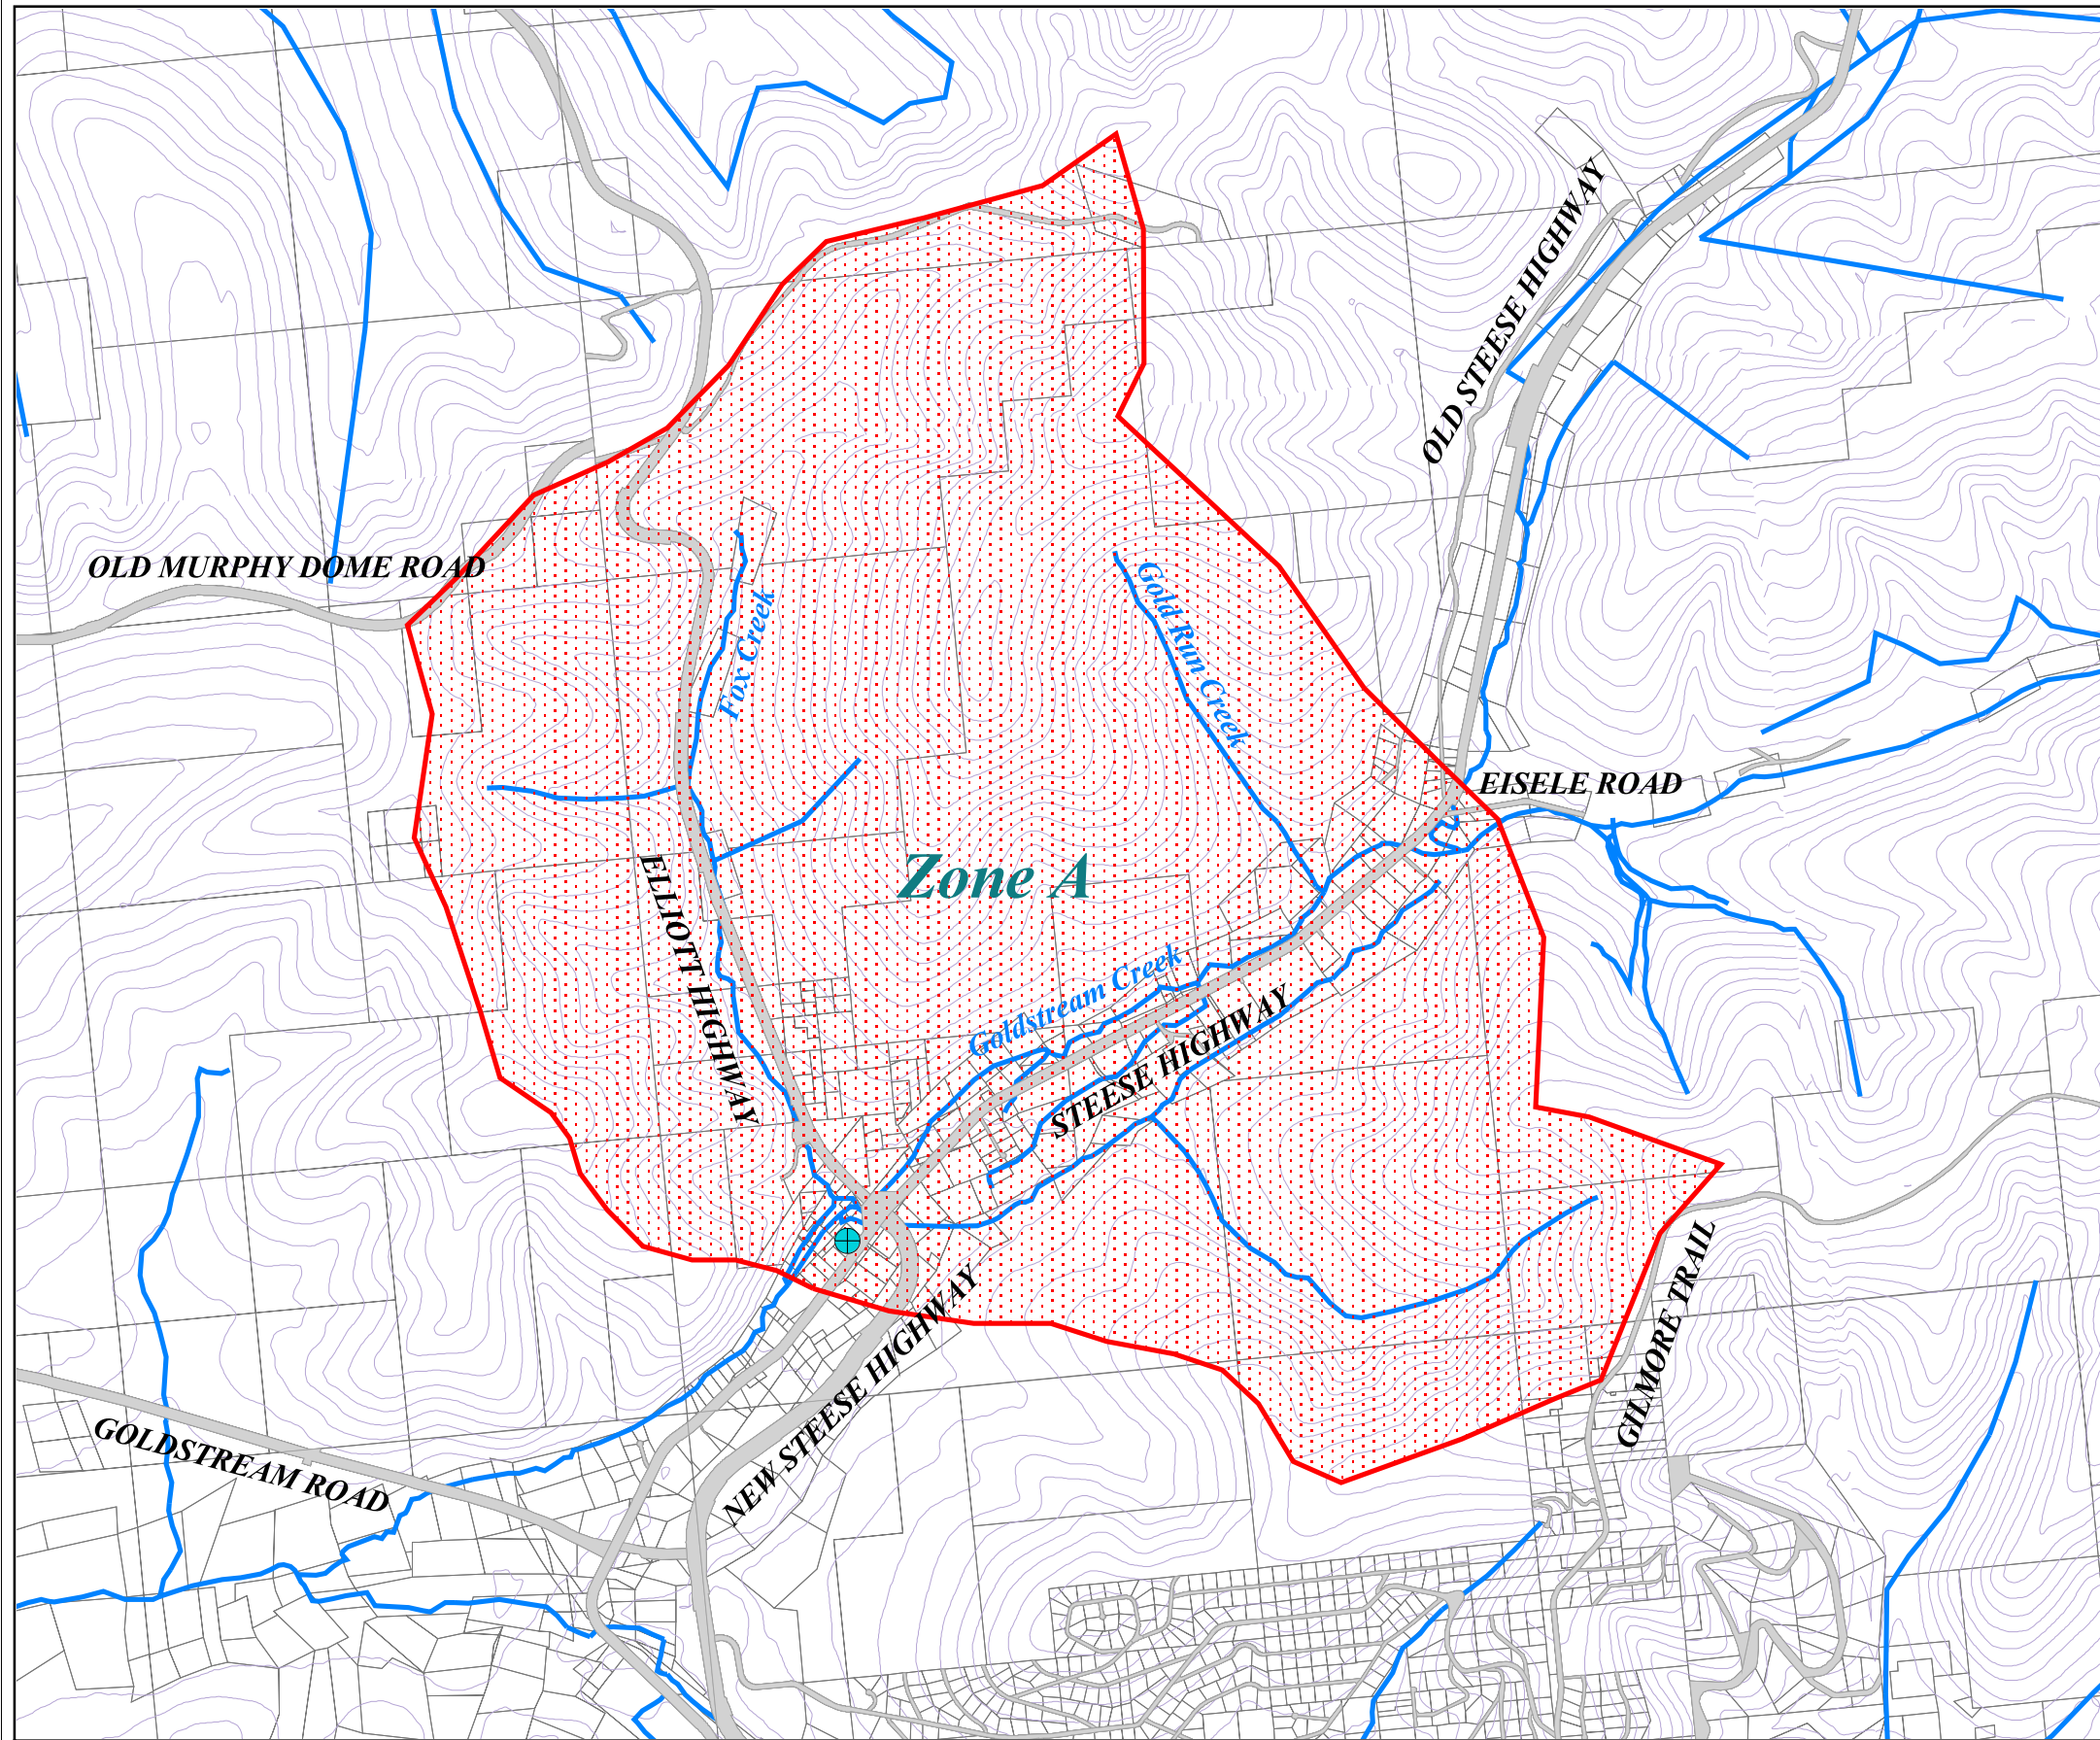 OLD STEESE HIGHWAY
OLD MURPHY DOME ROAD
Fox Creek
Gold Run Creek
EISELE ROAD
Zone A
ELLIOTT HIGHWAY
Goldstream Creek
STEESE HIGHWAY
NEW STEESE HIGHWAY
GILMORE TRAIL
GOLDSTREAM ROAD